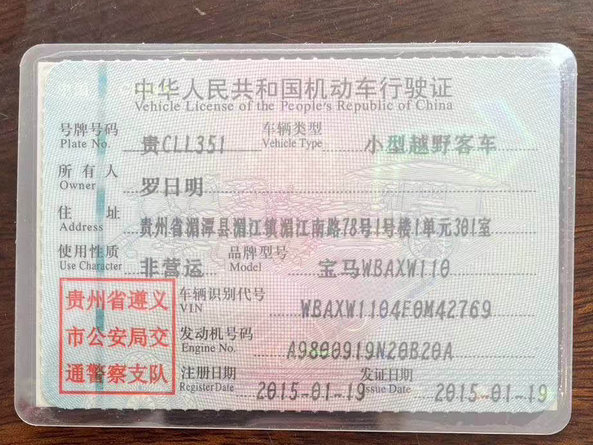 中华人民共和国机动车行驶证
Vehicle License of the People's Republic of China
号牌号码 贵CLL351 车辆类型 小型越野客车
Plate No. Vehicle Type
所有人 罗日明
Owner
住址 贵州省湄潭县湄江镇湄江南路78号1号楼1单元301室
Address
使用性质 非营运 品牌型号 宝马WBAXW110
Use Character Model
贵州省遵义
市公安局交
通警察支队
车辆识别代号 WBAXW1104F0M42769
VIN
发动机号码 A9800919N20B20A
Engine No.
注册日期 2015-01-19 发证日期 2015-01-19
Register Date Issue Date